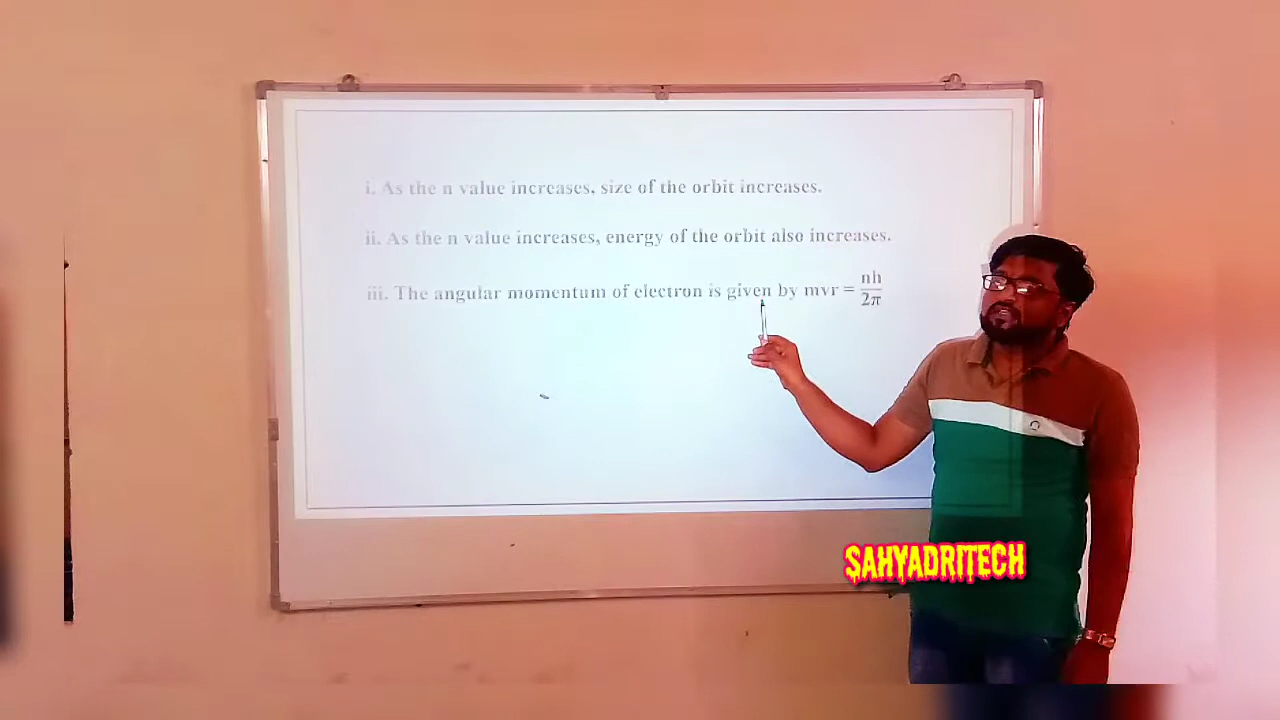 i. As the n value increases, size of the orbit increases.
ii. As the n value increases, energy of the orbit also increases.
iii. The angular momentum of electron is given by mvr = nh/2π
SAHYADRITECH